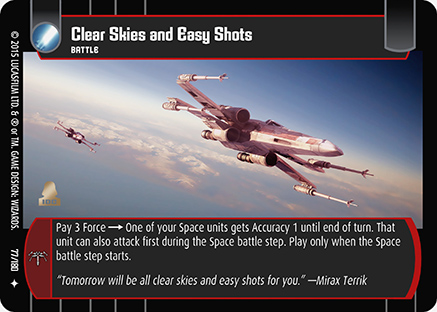 Clear Skies and Easy Shots
BATTLE
Pay 3 Force → One of your Space units gets Accuracy 1 until end of turn. That
unit can also attack first during the Space battle step. Play only when the Space
battle step starts.
“Tomorrow will be all clear skies and easy shots for you.” —Mirax Terrik
© 2015 LUCASFILM LTD. & ® or TM. GAME DESIGN: WIZARDS.
77/180